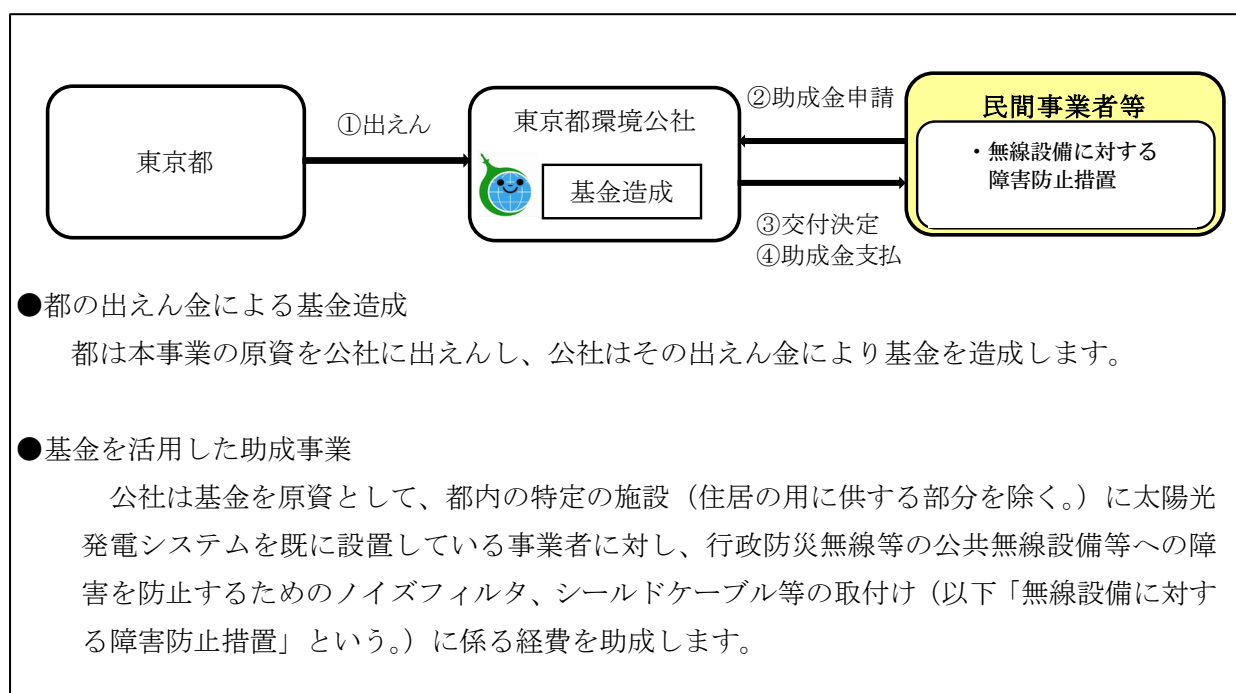 東京都
①出えん
東京都環境公社
基金造成
②助成金申請
③交付決定
④助成金支払
民間事業者等
・無線設備に対する
障害防止措置
●都の出えん金による基金造成
都は本事業の原資を公社に出えんし、公社はその出えん金により基金を造成します。
●基金を活用した助成事業
公社は基金を原資として、都内の特定の施設（住居の用に供する部分を除く。）に太陽光
発電システムを既に設置している事業者に対し、行政防災無線等の公共無線設備等への障
害を防止するためのノイズフィルタ、シールドケーブル等の取付け（以下「無線設備に対す
る障害防止措置」という。）に係る経費を助成します。